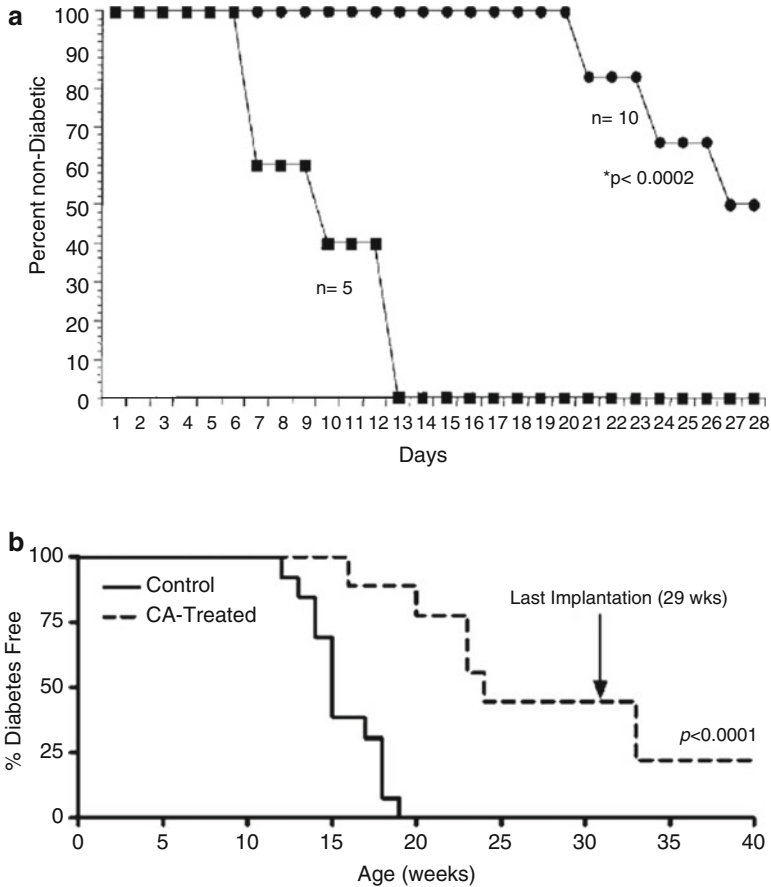 a
Percent non-Diabetic
100
90
80
70
60
50
40
30
20
10
0
n= 10
*p< 0.0002
n= 5
1 2 3 4 5 6 7 8 9 10 11 12 13 14 15 16 17 18 19 20 21 22 23 24 25 26 27 28
Days
b
% Diabetes Free
100
75
50
25
0
Control
CA-Treated
Last Implantation (29 wks)
p<0.0001
0 5 10 15 20 25 30 35 40
Age (weeks)